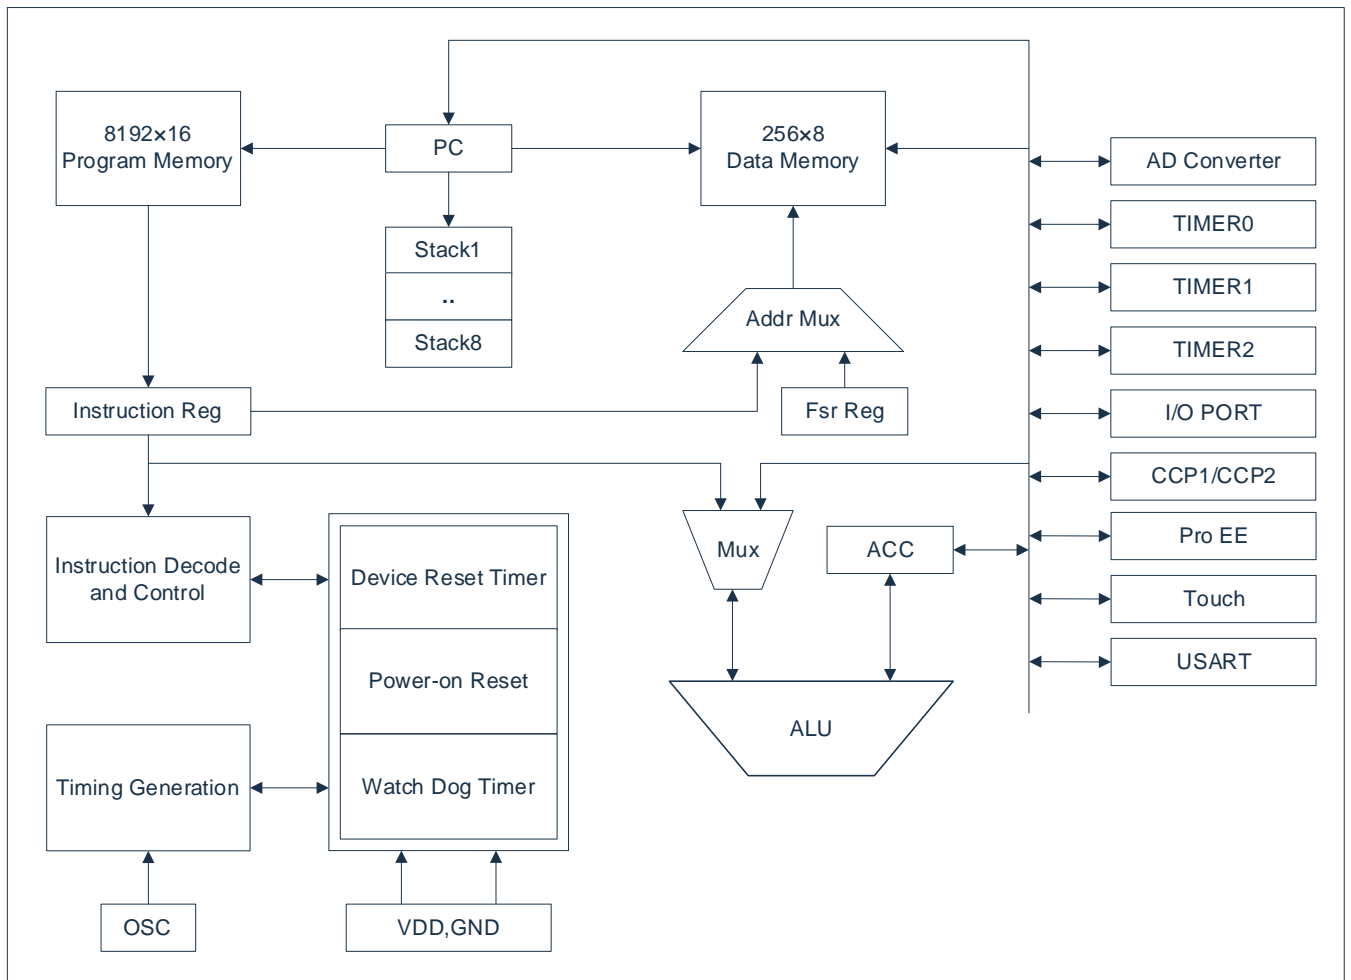 8192×16
Program Memory
PC
256×8
Data Memory
AD Converter
TIMER0
Stack1
..
Stack8
TIMER1
Addr Mux
TIMER2
Instruction Reg
Fsr Reg
I/O PORT
CCP1/CCP2
Mux
ACC
Pro EE
Instruction Decode
and Control
Device Reset Timer
Touch
Power-on Reset
USART
ALU
Timing Generation
Watch Dog Timer
OSC
VDD,GND